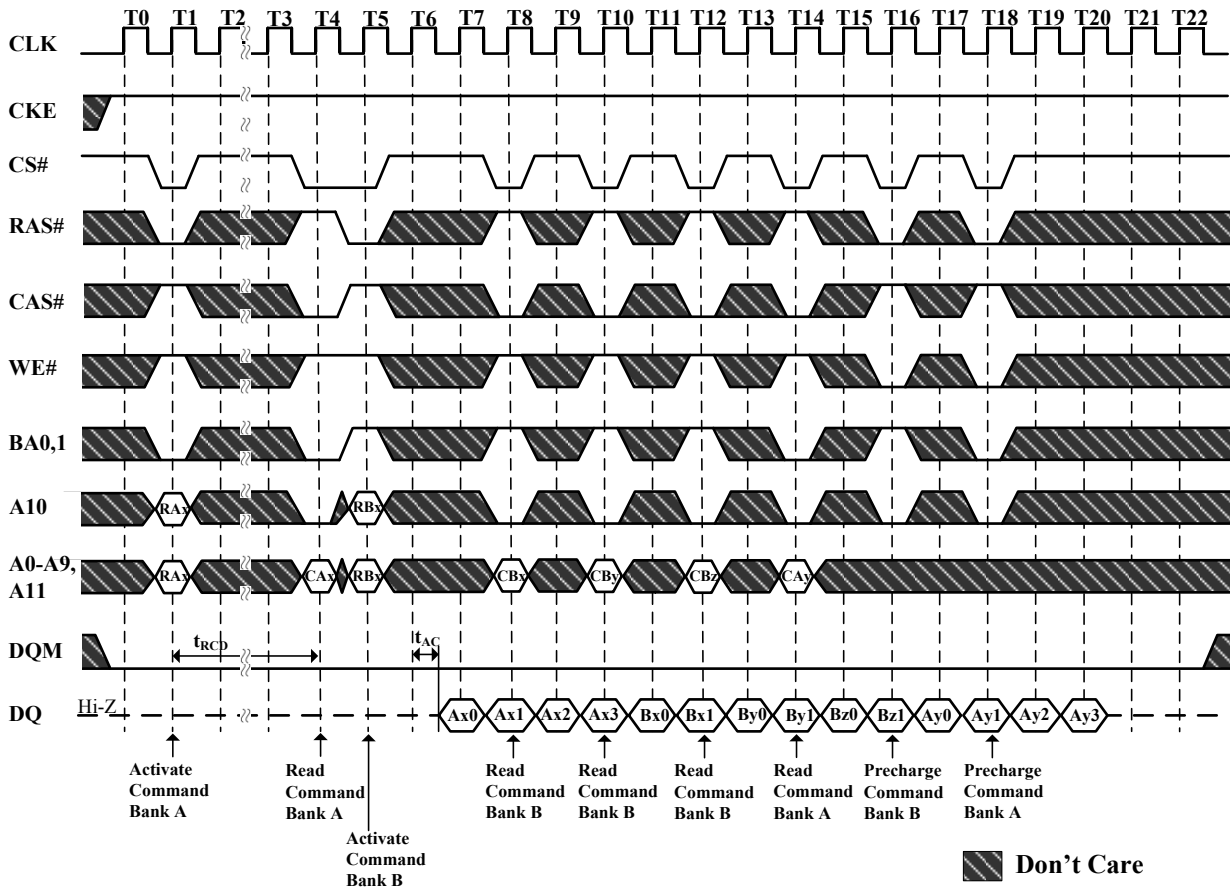 T0 T1 T2 T3 T4 T5 T6 T7 T8 T9 T10 T11 T12 T13 T14 T15 T16 T17 T18 T19 T20 T21 T22
CLK
CKE
CS#
RAS#
CAS#
WE#
BA0,1
A10 RAx RBx
A0-A9, A11 RAx CAx RBx CBx CBy CBz CAy
DQM tRCD tAC
DQ Hi-Z Ax0 Ax1 Ax2 Ax3 Bx0 Bx1 By0 By1 Bz0 Bz1 Ay0 Ay1 Ay2 Ay3
Activate
Command
Bank A
Read
Command
Bank A
Activate
Command
Bank B
Read
Command
Bank B
Read
Command
Bank B
Read
Command
Bank B
Read
Command
Bank A
Precharge
Command
Bank B
Precharge
Command
Bank A
Don't Care